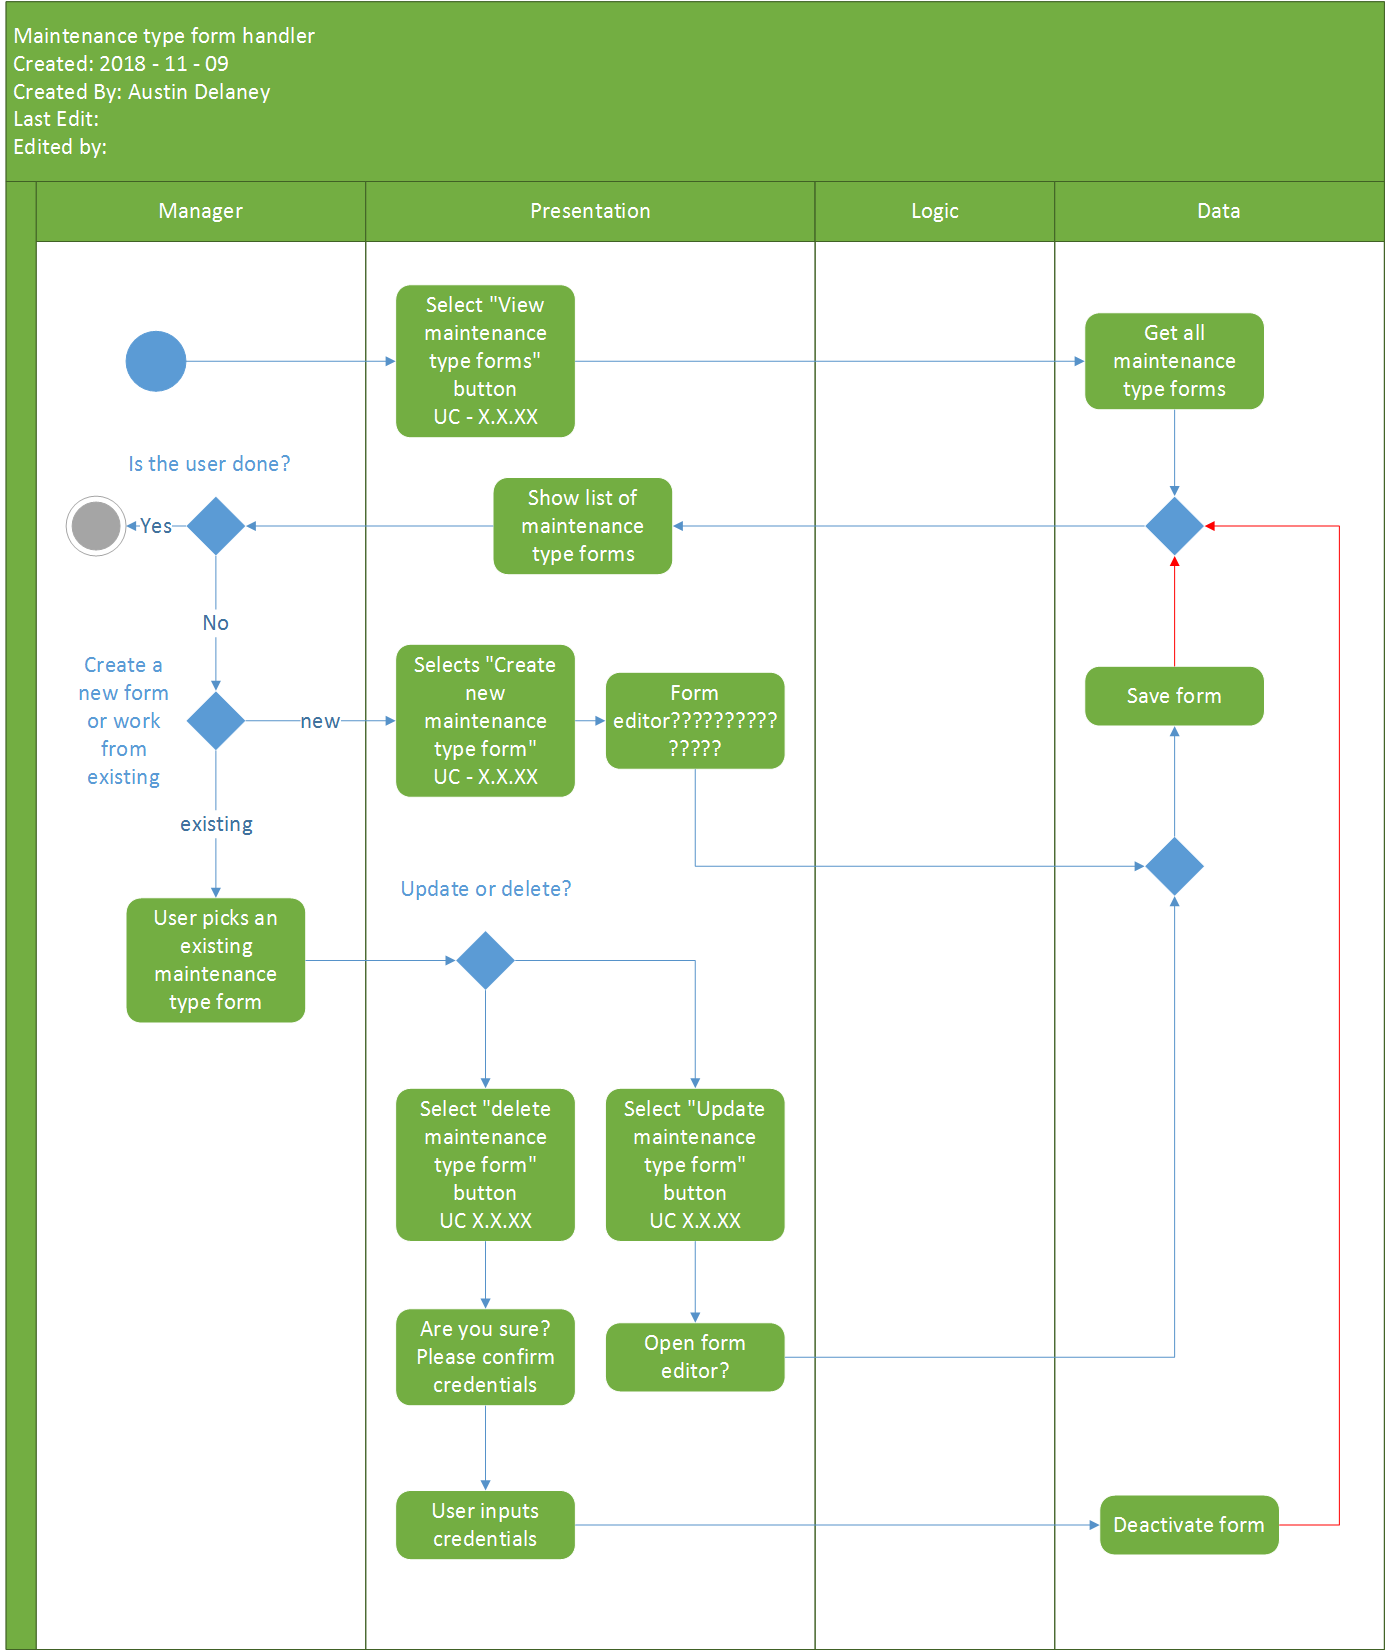 Maintenance type form handler
Created: 2018 - 11 - 09
Created By: Austin Delaney
Last Edit:
Edited by:
Manager
Presentation
Logic
Data
Select "View
maintenance
type forms"
button
UC - X.X.XX
Get all
maintenance
type forms
Is the user done?
Yes
Show list of
maintenance
type forms
No
Create a
new form
or work
from
existing
new
Selects "Create
new
maintenance
type form"
UC - X.X.XX
Form
editor??????????
?????
Save form
existing
User picks an
existing
maintenance
type form
Update or delete?
Select "delete
maintenance
type form"
button
UC X.X.XX
Select "Update
maintenance
type form"
button
UC X.X.XX
Are you sure?
Please confirm
credentials
Open form
editor?
User inputs
credentials
Deactivate form